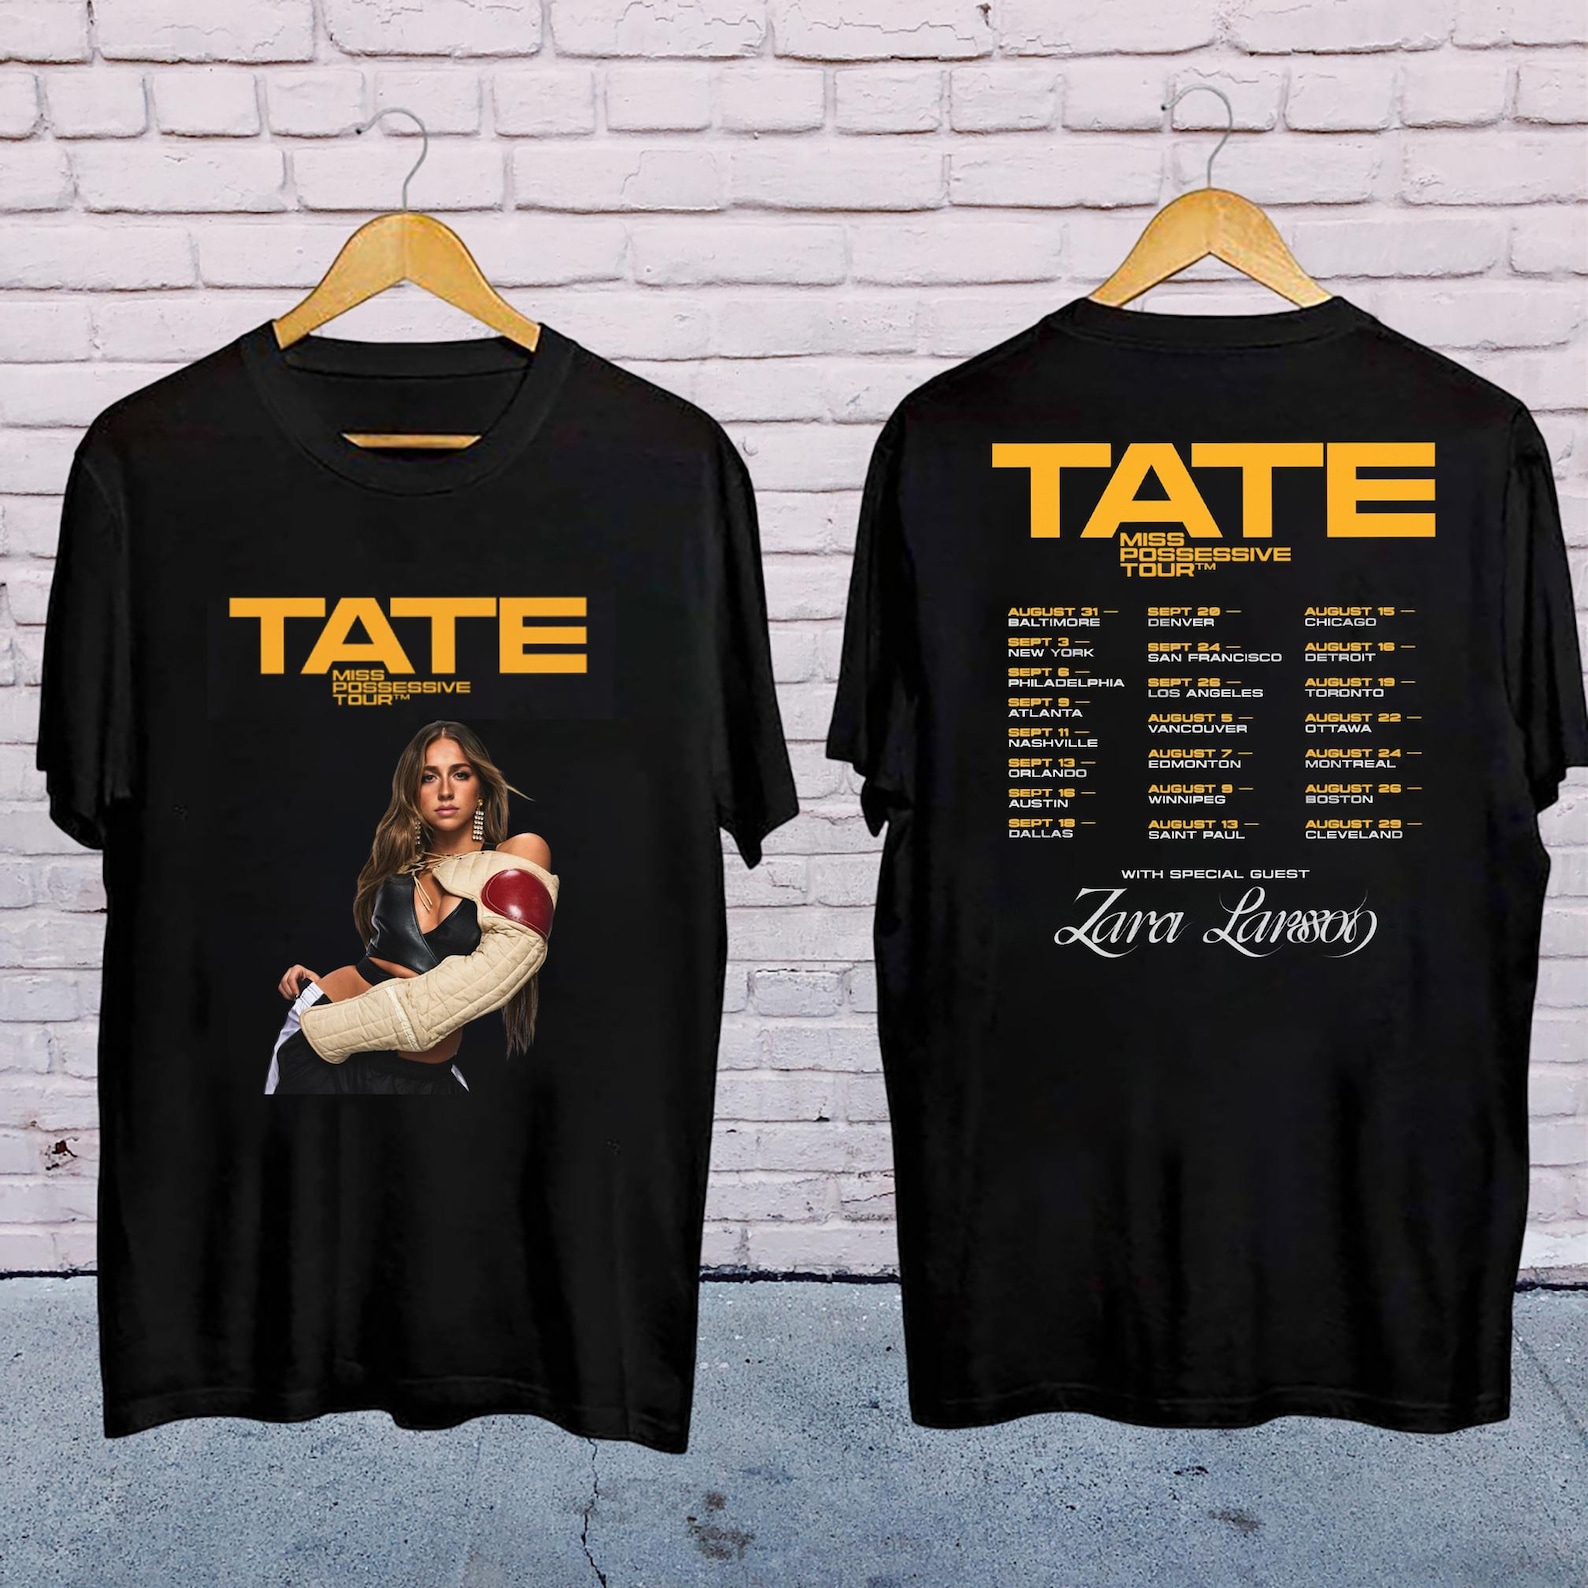 TATE
MISS
POSSESSIVE
TOUR™
TATE
MISS
POSSESSIVE
TOUR™
AUGUST 31 —
BALTIMORE
SEPT 3 —
NEW YORK
SEPT 6 —
PHILADELPHIA
SEPT 9 —
ATLANTA
SEPT 11 —
NASHVILLE
SEPT 13 —
ORLANDO
SEPT 16 —
AUSTIN
SEPT 18 —
DALLAS
SEPT 20 —
DENVER
SEPT 24 —
SAN FRANCISCO
SEPT 26 —
LOS ANGELES
AUGUST 5 —
VANCOUVER
AUGUST 7 —
EDMONTON
AUGUST 9 —
WINNIPEG
AUGUST 13 —
SAINT PAUL
AUGUST 15 —
CHICAGO
AUGUST 16 —
DETROIT
AUGUST 19 —
TORONTO
AUGUST 22 —
OTTAWA
AUGUST 24 —
MONTREAL
AUGUST 26 —
BOSTON
AUGUST 29 —
CLEVELAND
WITH SPECIAL GUEST
Zara Larsson